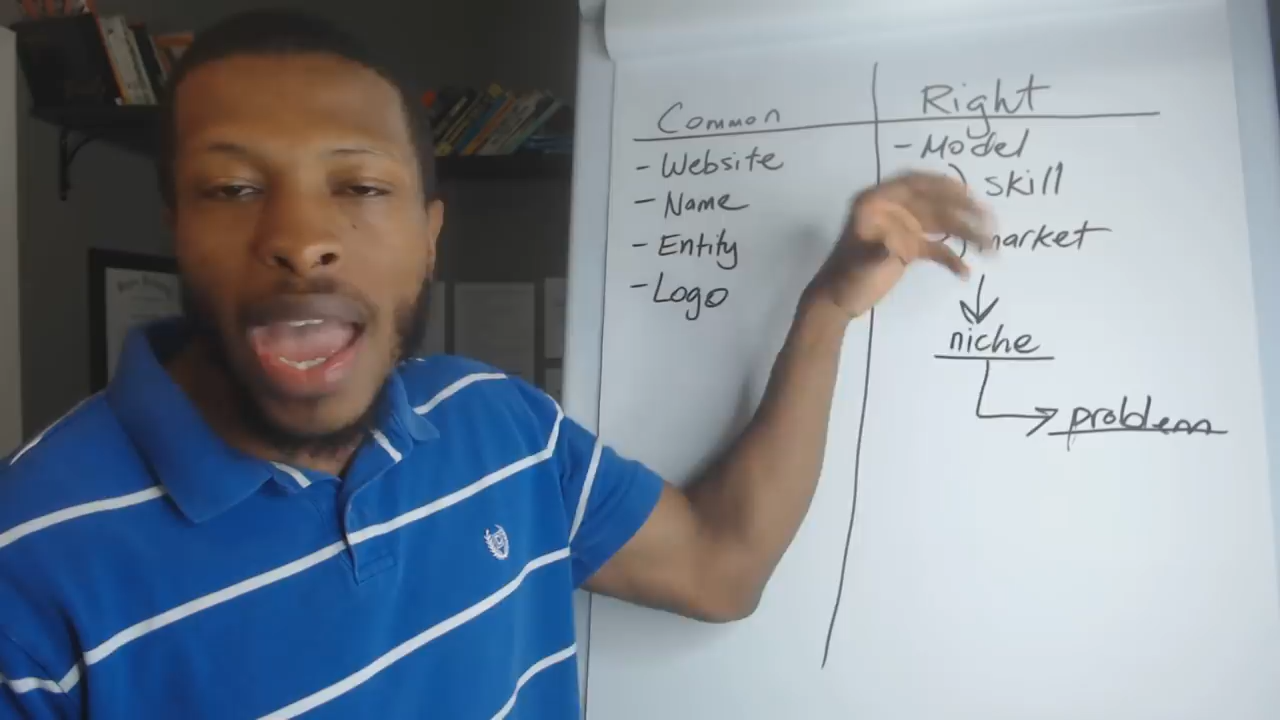 Common
- Website
- Name
- Entity
- Logo
Right
- Model
) skill
) market
niche
problem